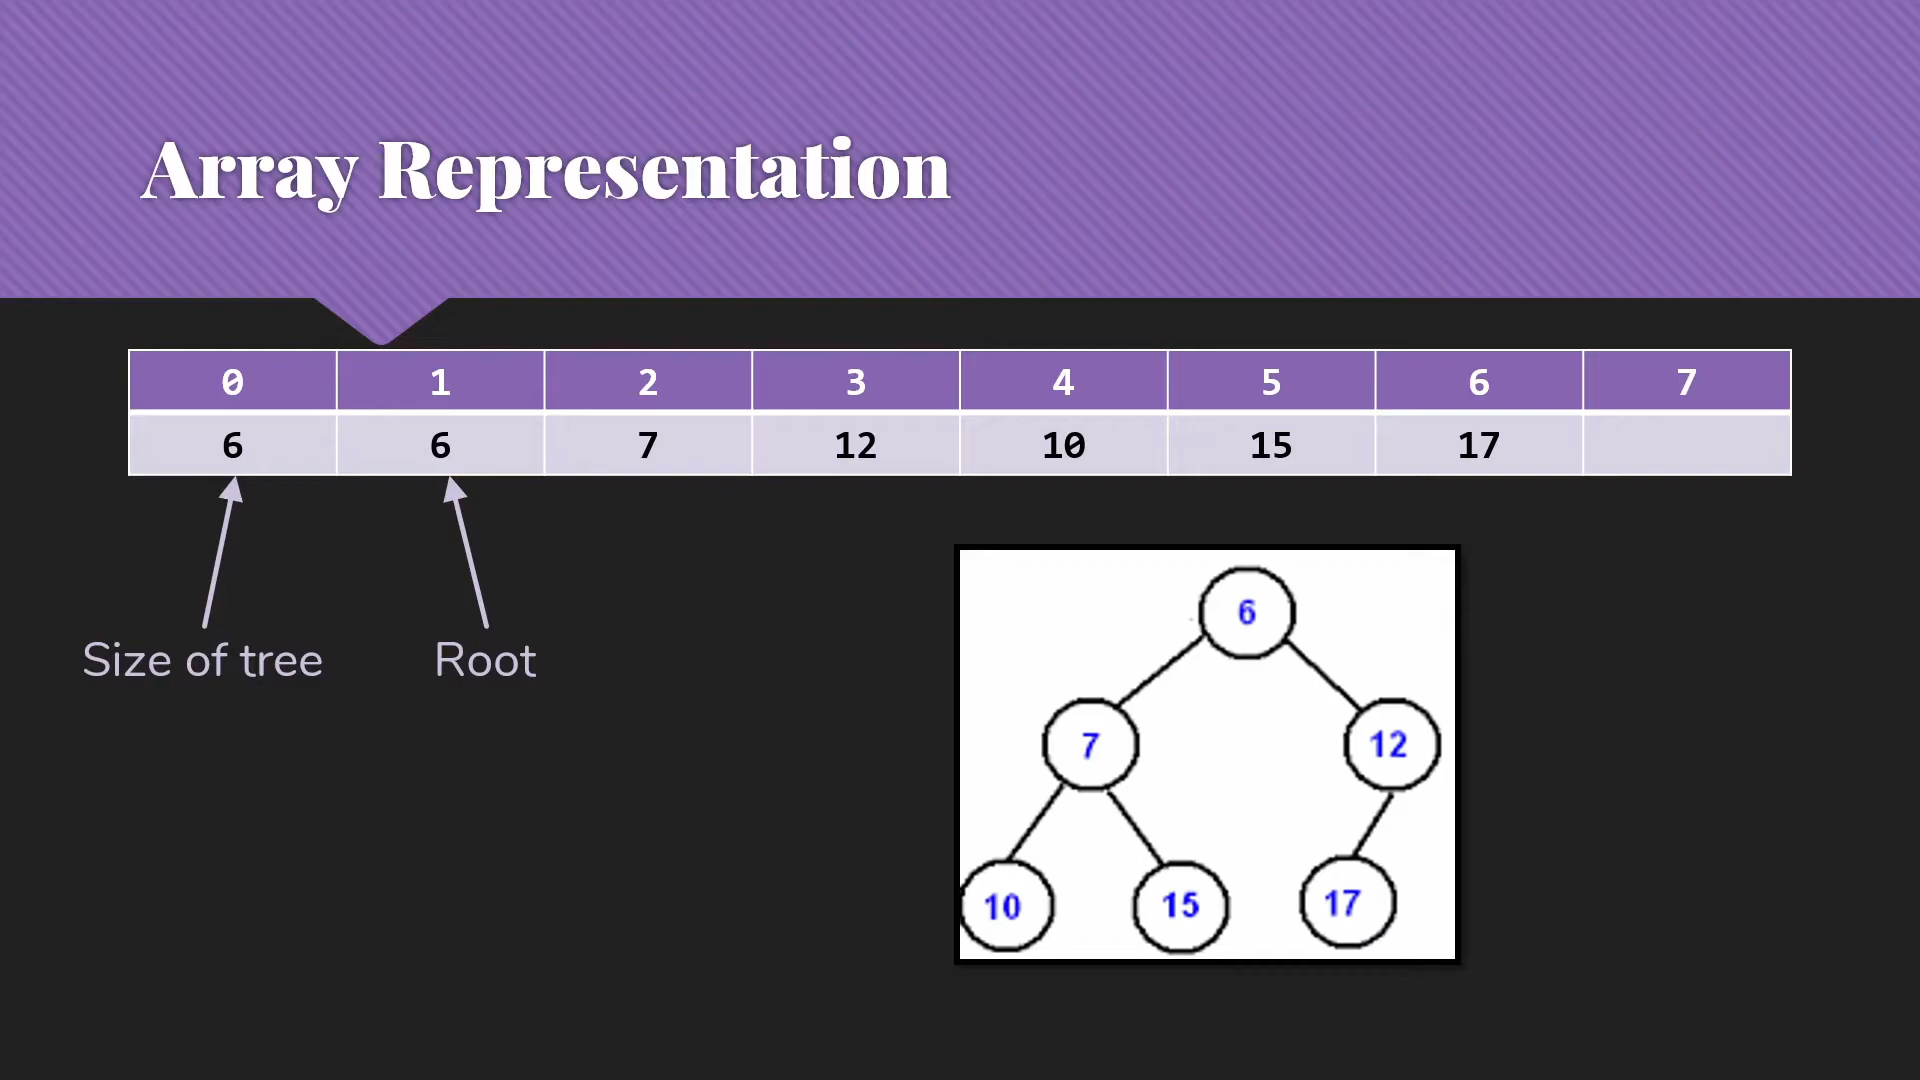 Array Representation
0 1 2 3 4 5 6 7
6 6 7 12 10 15 17
Size of tree Root
6
7 12
10 15 17